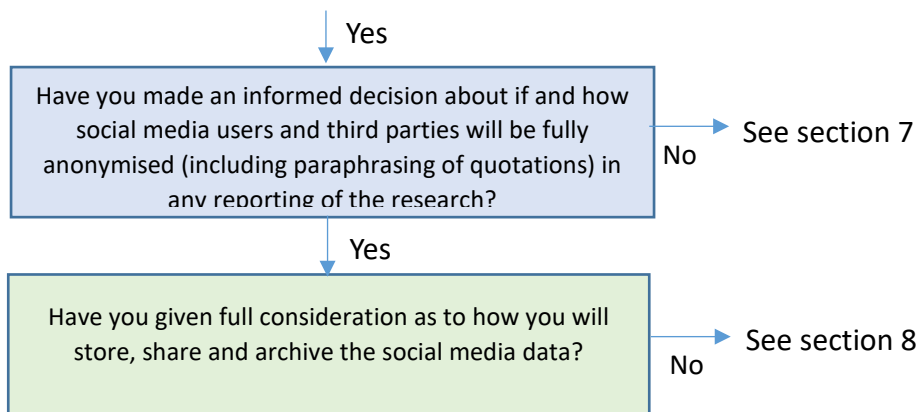 Yes
Have you made an informed decision about if and how
social media users and third parties will be fully
anonymised (including paraphrasing of quotations) in
any reporting of the research?
See section 7
No
Yes
Have you given full consideration as to how you will
store, share and archive the social media data?
See section 8
No